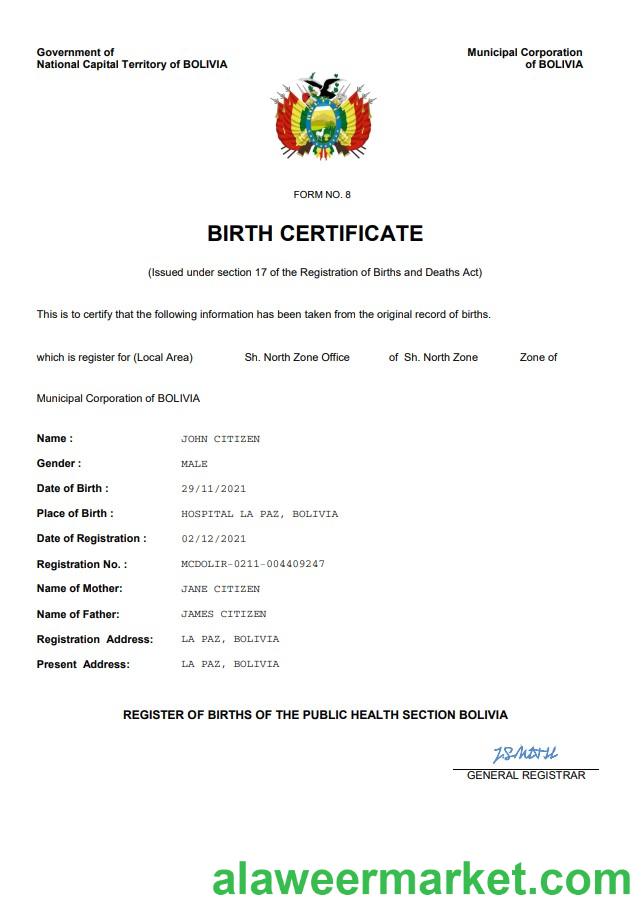 Government of
National Capital Territory of BOLIVIA
Municipal Corporation
of BOLIVIA
FORM NO. 8
BIRTH CERTIFICATE
(Issued under section 17 of the Registration of Births and Deaths Act)
This is to certify that the following information has been taken from the original record of births.
which is register for (Local Area) Sh. North Zone Office of Sh. North Zone Zone of
Municipal Corporation of BOLIVIA
Name : JOHN CITIZEN
Gender : MALE
Date of Birth : 29/11/2021
Place of Birth : HOSPITAL LA PAZ, BOLIVIA
Date of Registration : 02/12/2021
Registration No. : MCDOLIR-0211-004409247
Name of Mother: JANE CITIZEN
Name of Father: JAMES CITIZEN
Registration Address: LA PAZ, BOLIVIA
Present Address: LA PAZ, BOLIVIA
REGISTER OF BIRTHS OF THE PUBLIC HEALTH SECTION BOLIVIA
GENERAL REGISTRAR
alaweermarket.com